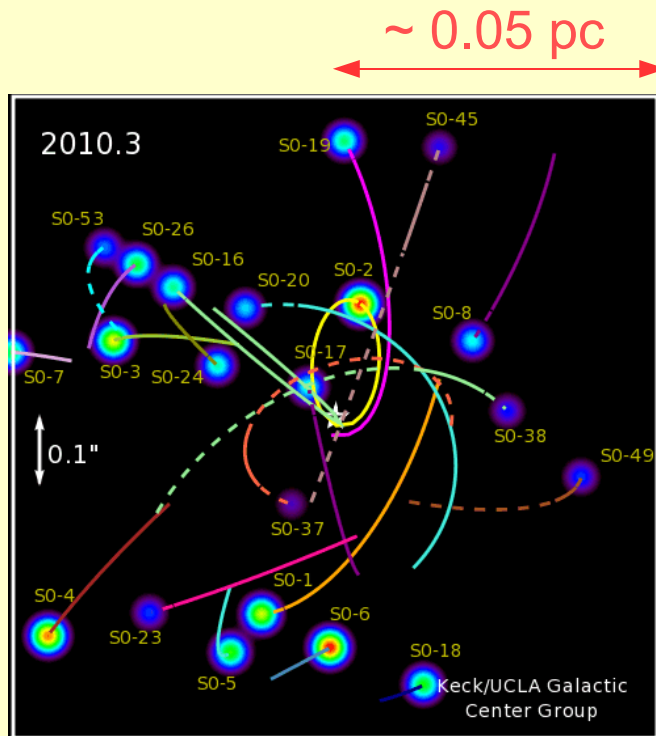 ~ 0.05 pc
2010.3
S0-45
S0-19
S0-53
S0-26
S0-16
S0-20
S0-2
S0-8
S0-7
S0-3
S0-24
S0-17
S0-38
0.1"
S0-49
S0-37
S0-4
S0-23
S0-1
S0-6
S0-5
S0-18
Keck/UCLA Galactic
Center Group